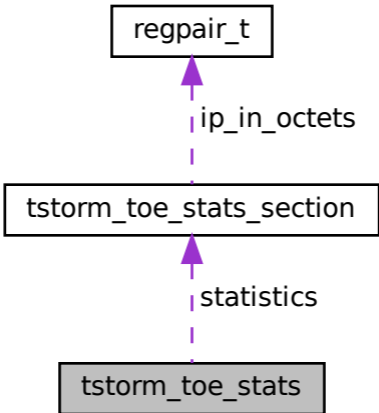 regpair_t
ip_in_octets
tstorm_toe_stats_section
statistics
tstorm_toe_stats